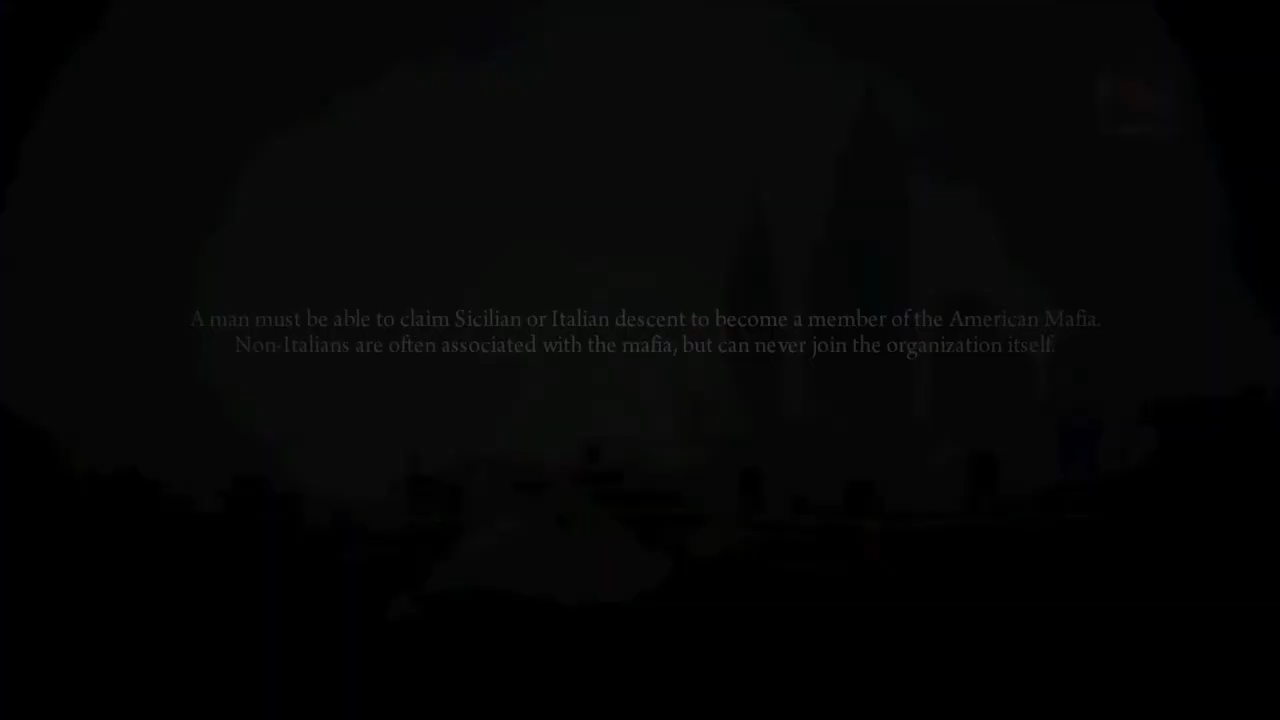 A man must be able to claim Sicilian or Italian descent to become a member of the American Mafia.
Non-Italians are often associated with the mafia, but can never join the organization itself.